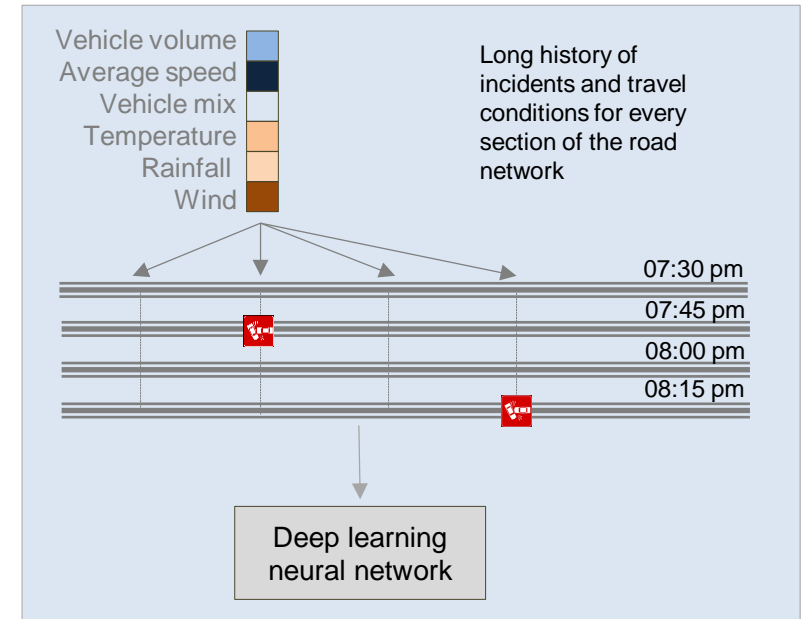 Vehicle volume
Average speed
Vehicle mix
Temperature
Rainfall
Wind
Long history of
incidents and travel
conditions for every
section of the road
network
07:30 pm
07:45 pm
08:00 pm
08:15 pm
Deep learning
neural network